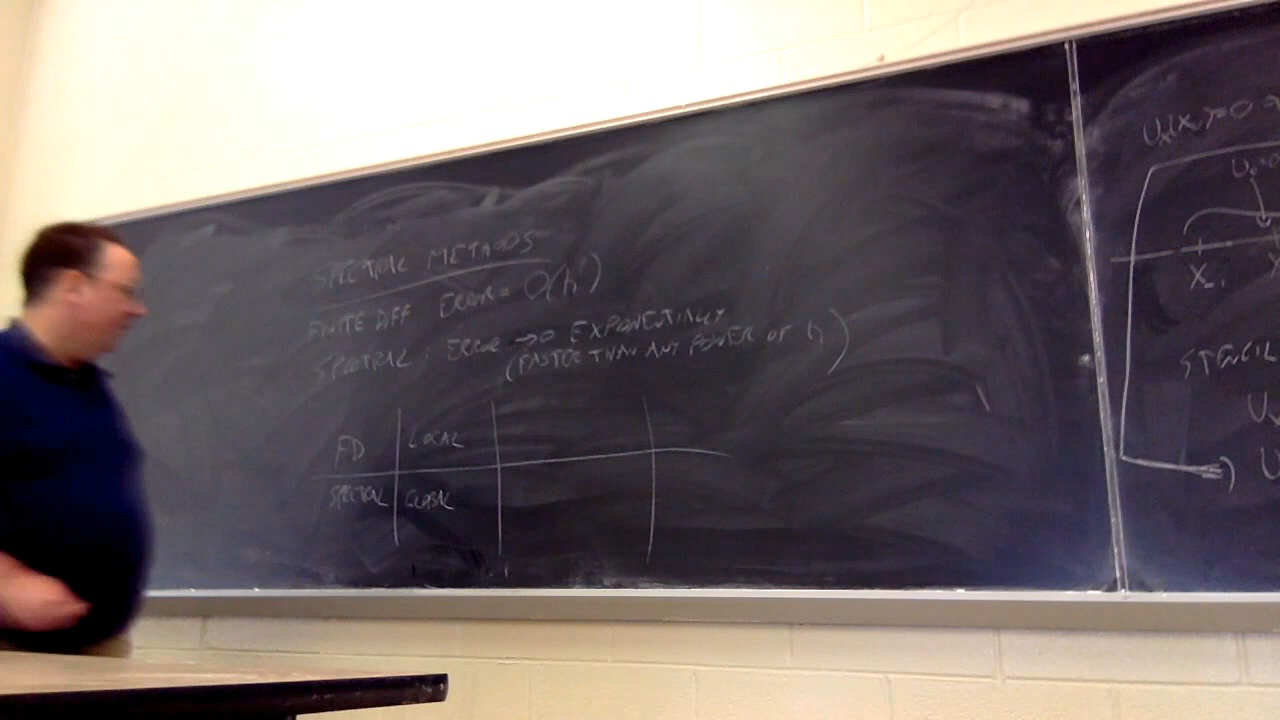 SPECTRAL METHODS
FINITE DIFF ERROR = O(h
SPECTRAL : ERROR → 0 EXPONENTIALLY
(FASTER THAN ANY POWER OF h)
FD LOCAL
SPECTRAL GLOBAL
X₋₁
STENCIL